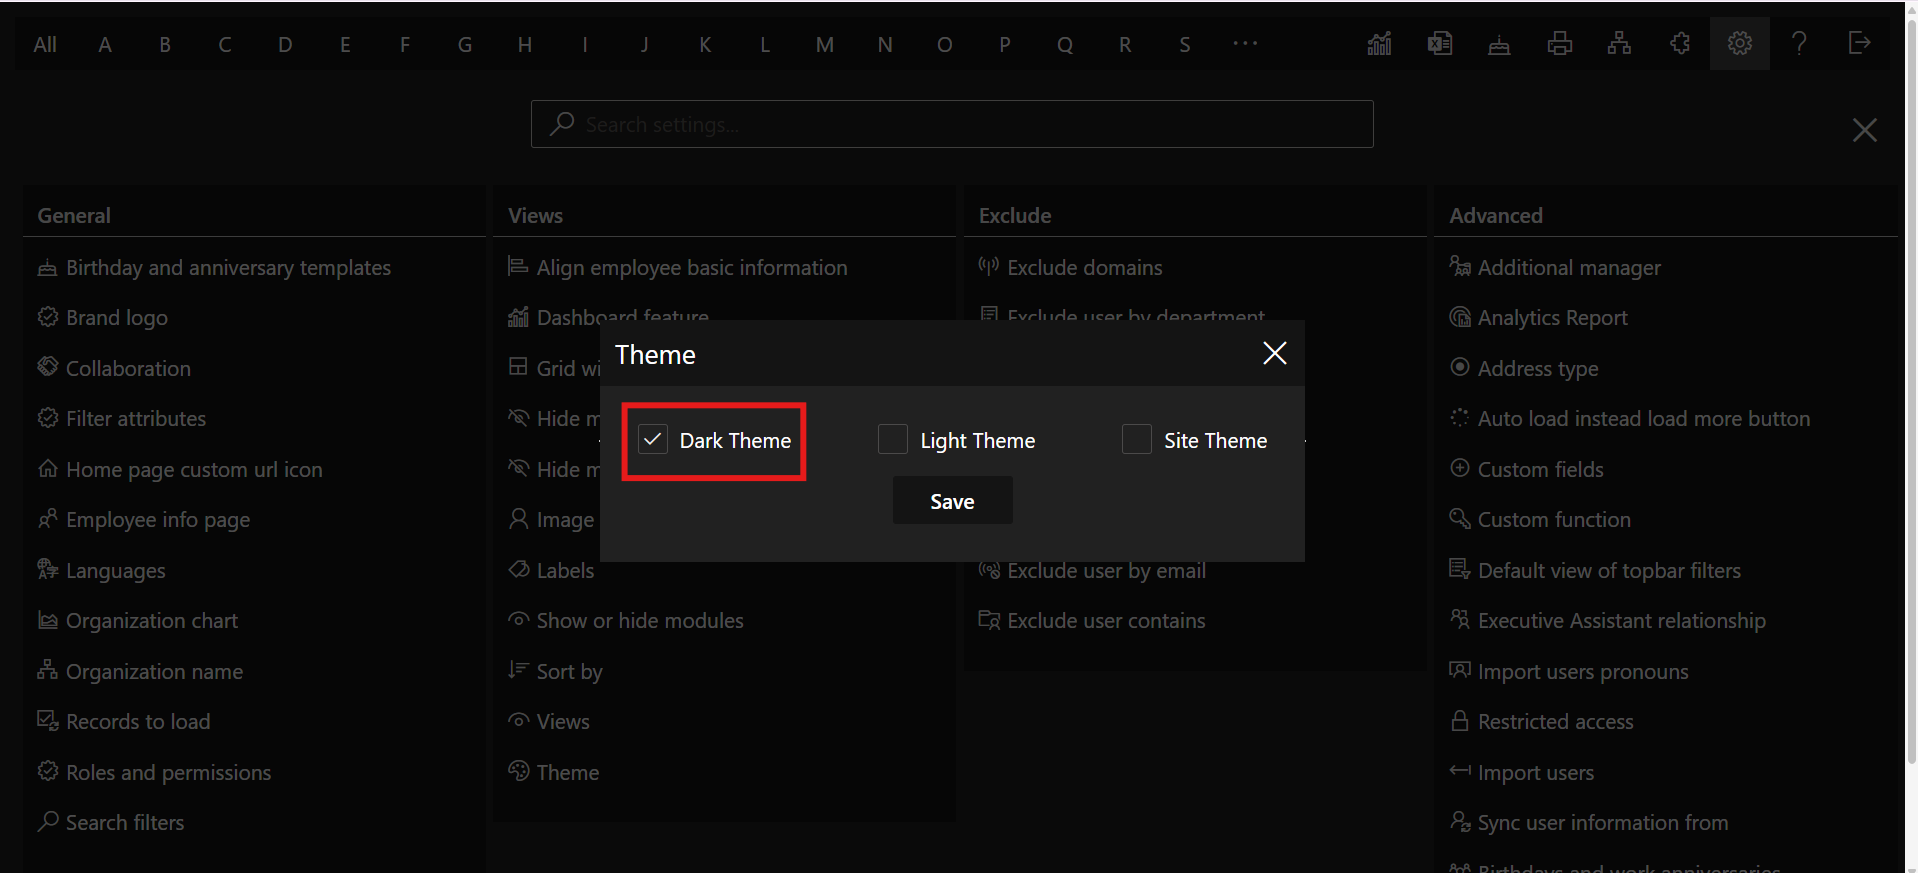 All A B C D E F G H I J K L M N O P Q R S ...
Search settings...
General
Birthday and anniversary templates
Brand logo
Collaboration
Filter attributes
Home page custom url icon
Employee info page
Languages
Organization chart
Organization name
Records to load
Roles and permissions
Search filters
Views
Align employee basic information
Dashboard feature
Grid wi
Hide m
Hide m
Image
Labels
Show or hide modules
Sort by
Views
Theme
Exclude
Exclude domains
Exclude user by department
Exclude user by email
Exclude user contains
Advanced
Additional manager
Analytics Report
Address type
Auto load instead load more button
Custom fields
Custom function
Default view of topbar filters
Executive Assistant relationship
Import users pronouns
Restricted access
Import users
Sync user information from
Birthdays and work anniversaries
Theme
Dark Theme
Light Theme
Site Theme
Save